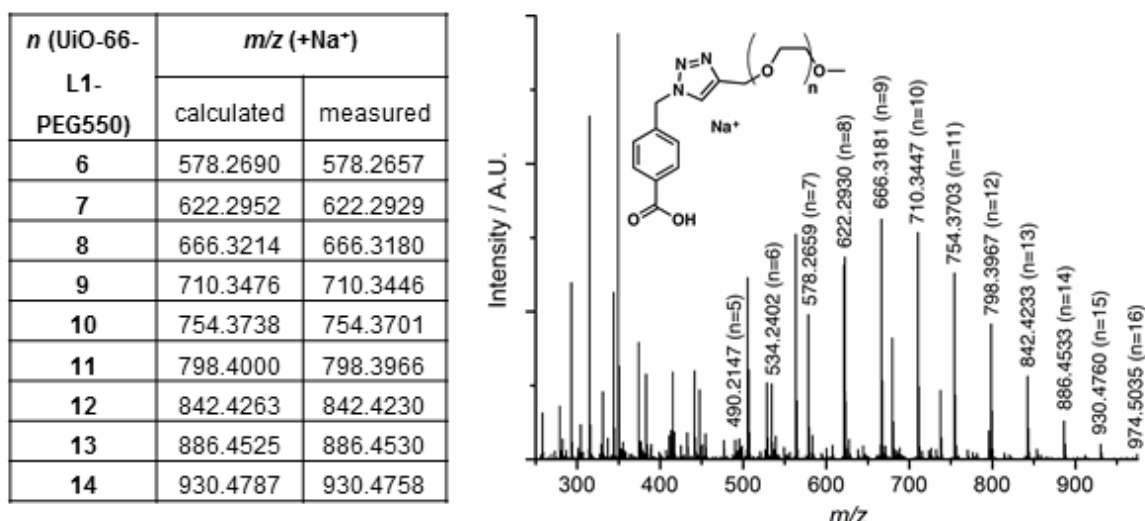 n (UiO-66-L1-PEG550) m/z (+Na⁺)
calculated measured
6 578.2690 578.2657
7 622.2952 622.2929
8 666.3214 666.3180
9 710.3476 710.3446
10 754.3738 754.3701
11 798.4000 798.3966
12 842.4263 842.4230
13 886.4525 886.4530
14 930.4787 930.4758
Intensity / A.U.
N
N
N
O
O
n
Na⁺
O
OH
490.2147 (n=5)
534.2402 (n=6)
578.2659 (n=7)
622.2930 (n=8)
666.3181 (n=9)
710.3447 (n=10)
754.3703 (n=11)
798.3967 (n=12)
842.4233 (n=13)
886.4533 (n=14)
930.4760 (n=15)
974.5035 (n=16)
300 400 500 600 700 800 900
m/z